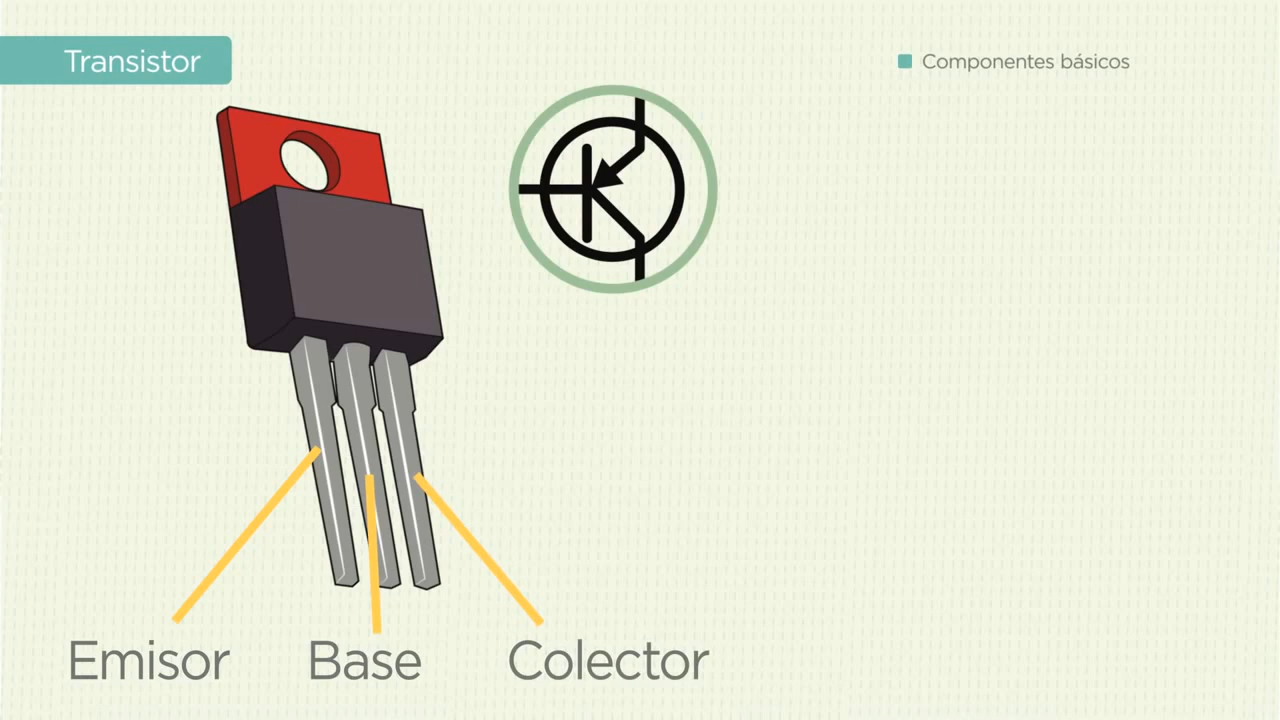 Transistor
Componentes básicos
Emisor
Base
Colector